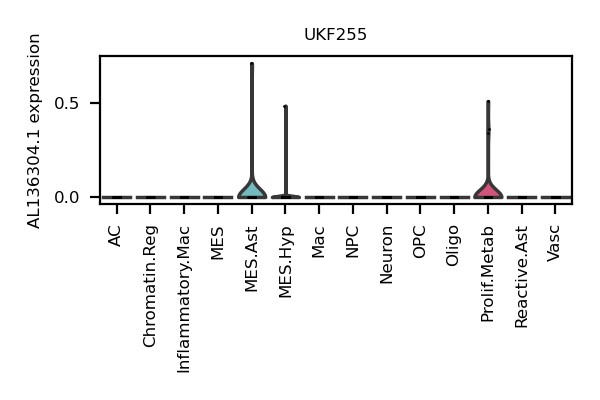 UKF255
AL136304.1 expression
0.5
0.0
AC
Chromatin.Reg
Inflammatory.Mac
MES
MES.Ast
MES.Hyp
Mac
NPC
Neuron
OPC
Oligo
Prolif.Metab
Reactive.Ast
Vasc